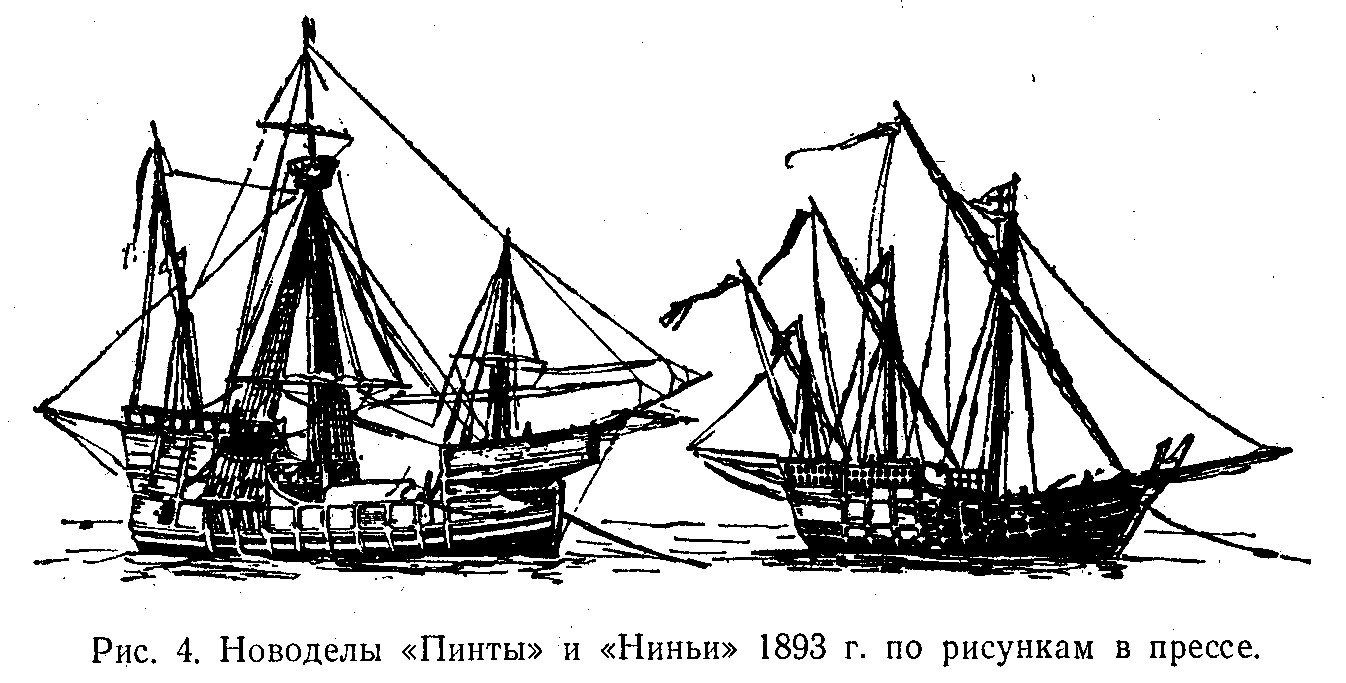 Рис. 4. Новоделы «Пинты» и «Ниньи» 1893 г. по рисункам в прессе.